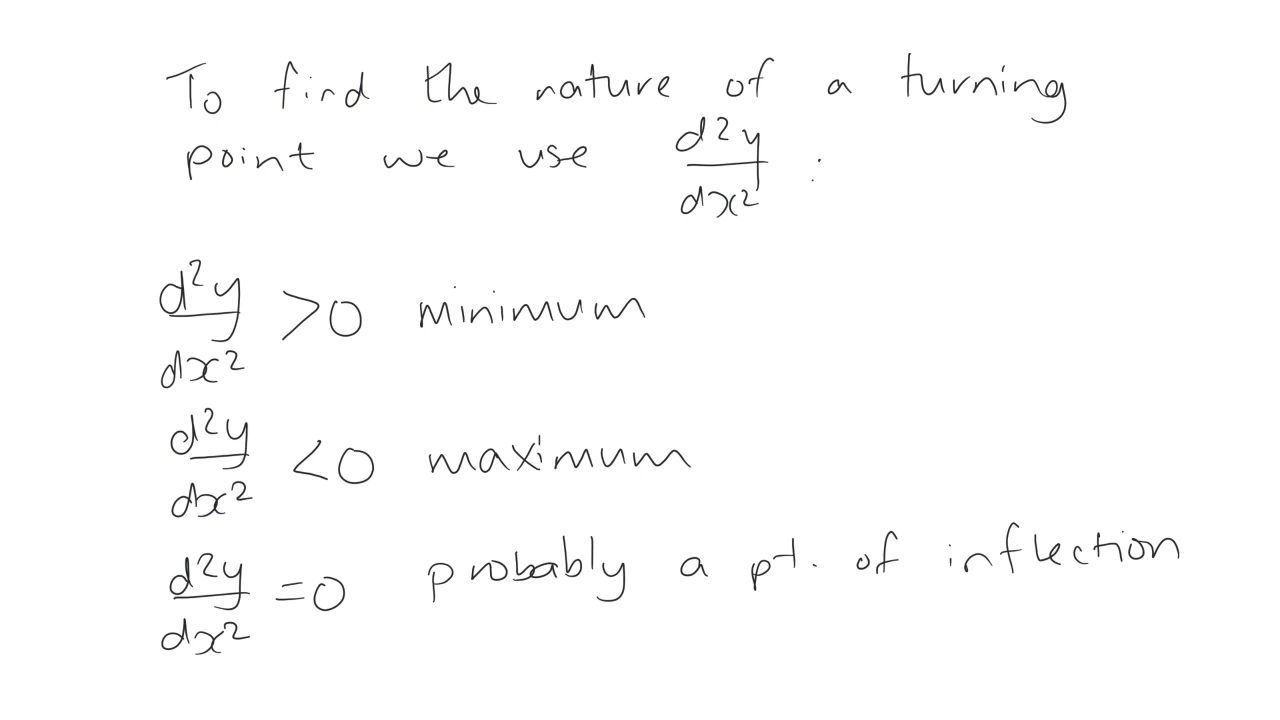 To find the nature of a turning
point we use d²y/dx² :
d²y/dx² >0 minimum
d²y/dx² <0 maximum
d²y/dx² =0 probably a pt. of inflection